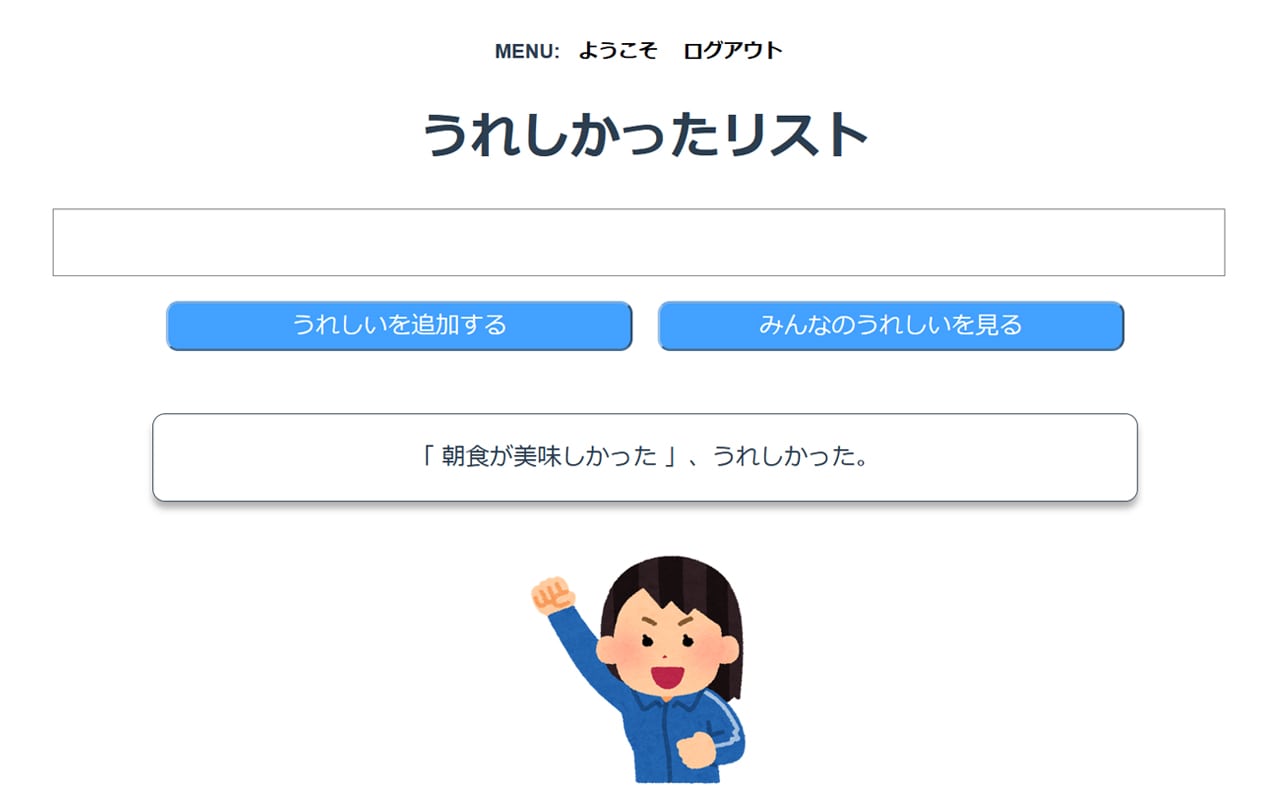 MENU: ようこそ ログアウト
うれしかったリスト
うれしいを追加する みんなのうれしいを見る
「 朝食が美味しかった 」、うれしかった。